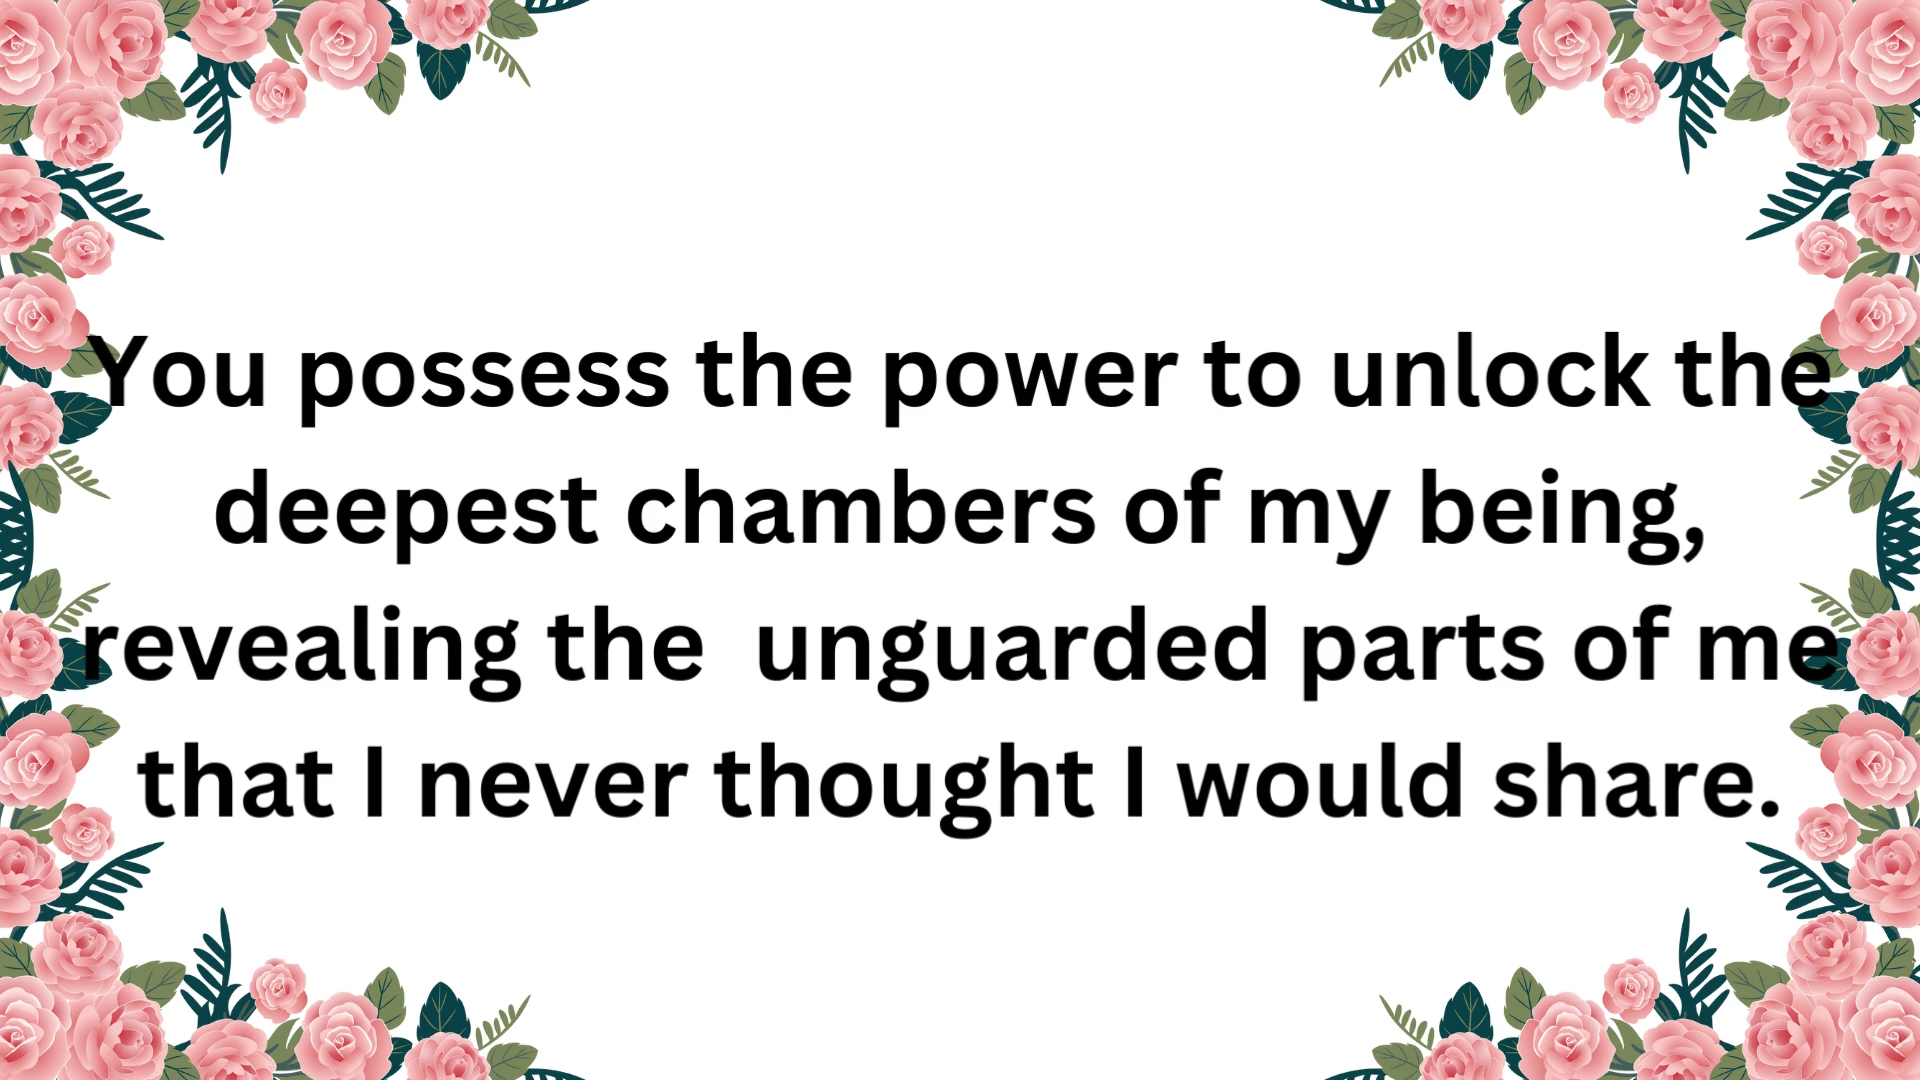 You possess the power to unlock the
deepest chambers of my being,
revealing the  unguarded parts of me
that I never thought I would share.